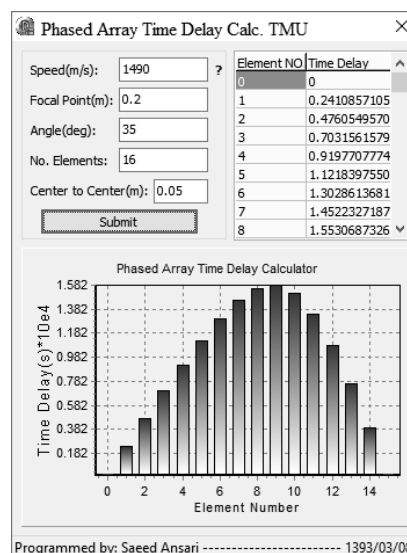 Phased Array Time Delay Calc. TMU
Speed(m/s): 1490 ?
Focal Point(m): 0.2
Angle(deg): 35
No. Elements: 16
Center to Center(m): 0.05
Submit
Element NO Time Delay
0 0
1 0.2410857105
2 0.4760549570
3 0.7031561579
4 0.9197707774
5 1.1218397550
6 1.3028613681
7 1.4522327187
8 1.5530687326
Phased Array Time Delay Calculator
Time Delay(s)*10e4
1.582
1.382
1.182
0.982
0.782
0.582
0.382
0.182
0 2 4 6 8 10 12 14
Element Number
Programmed by: Saeed Ansari ------------------- 1393/03/0